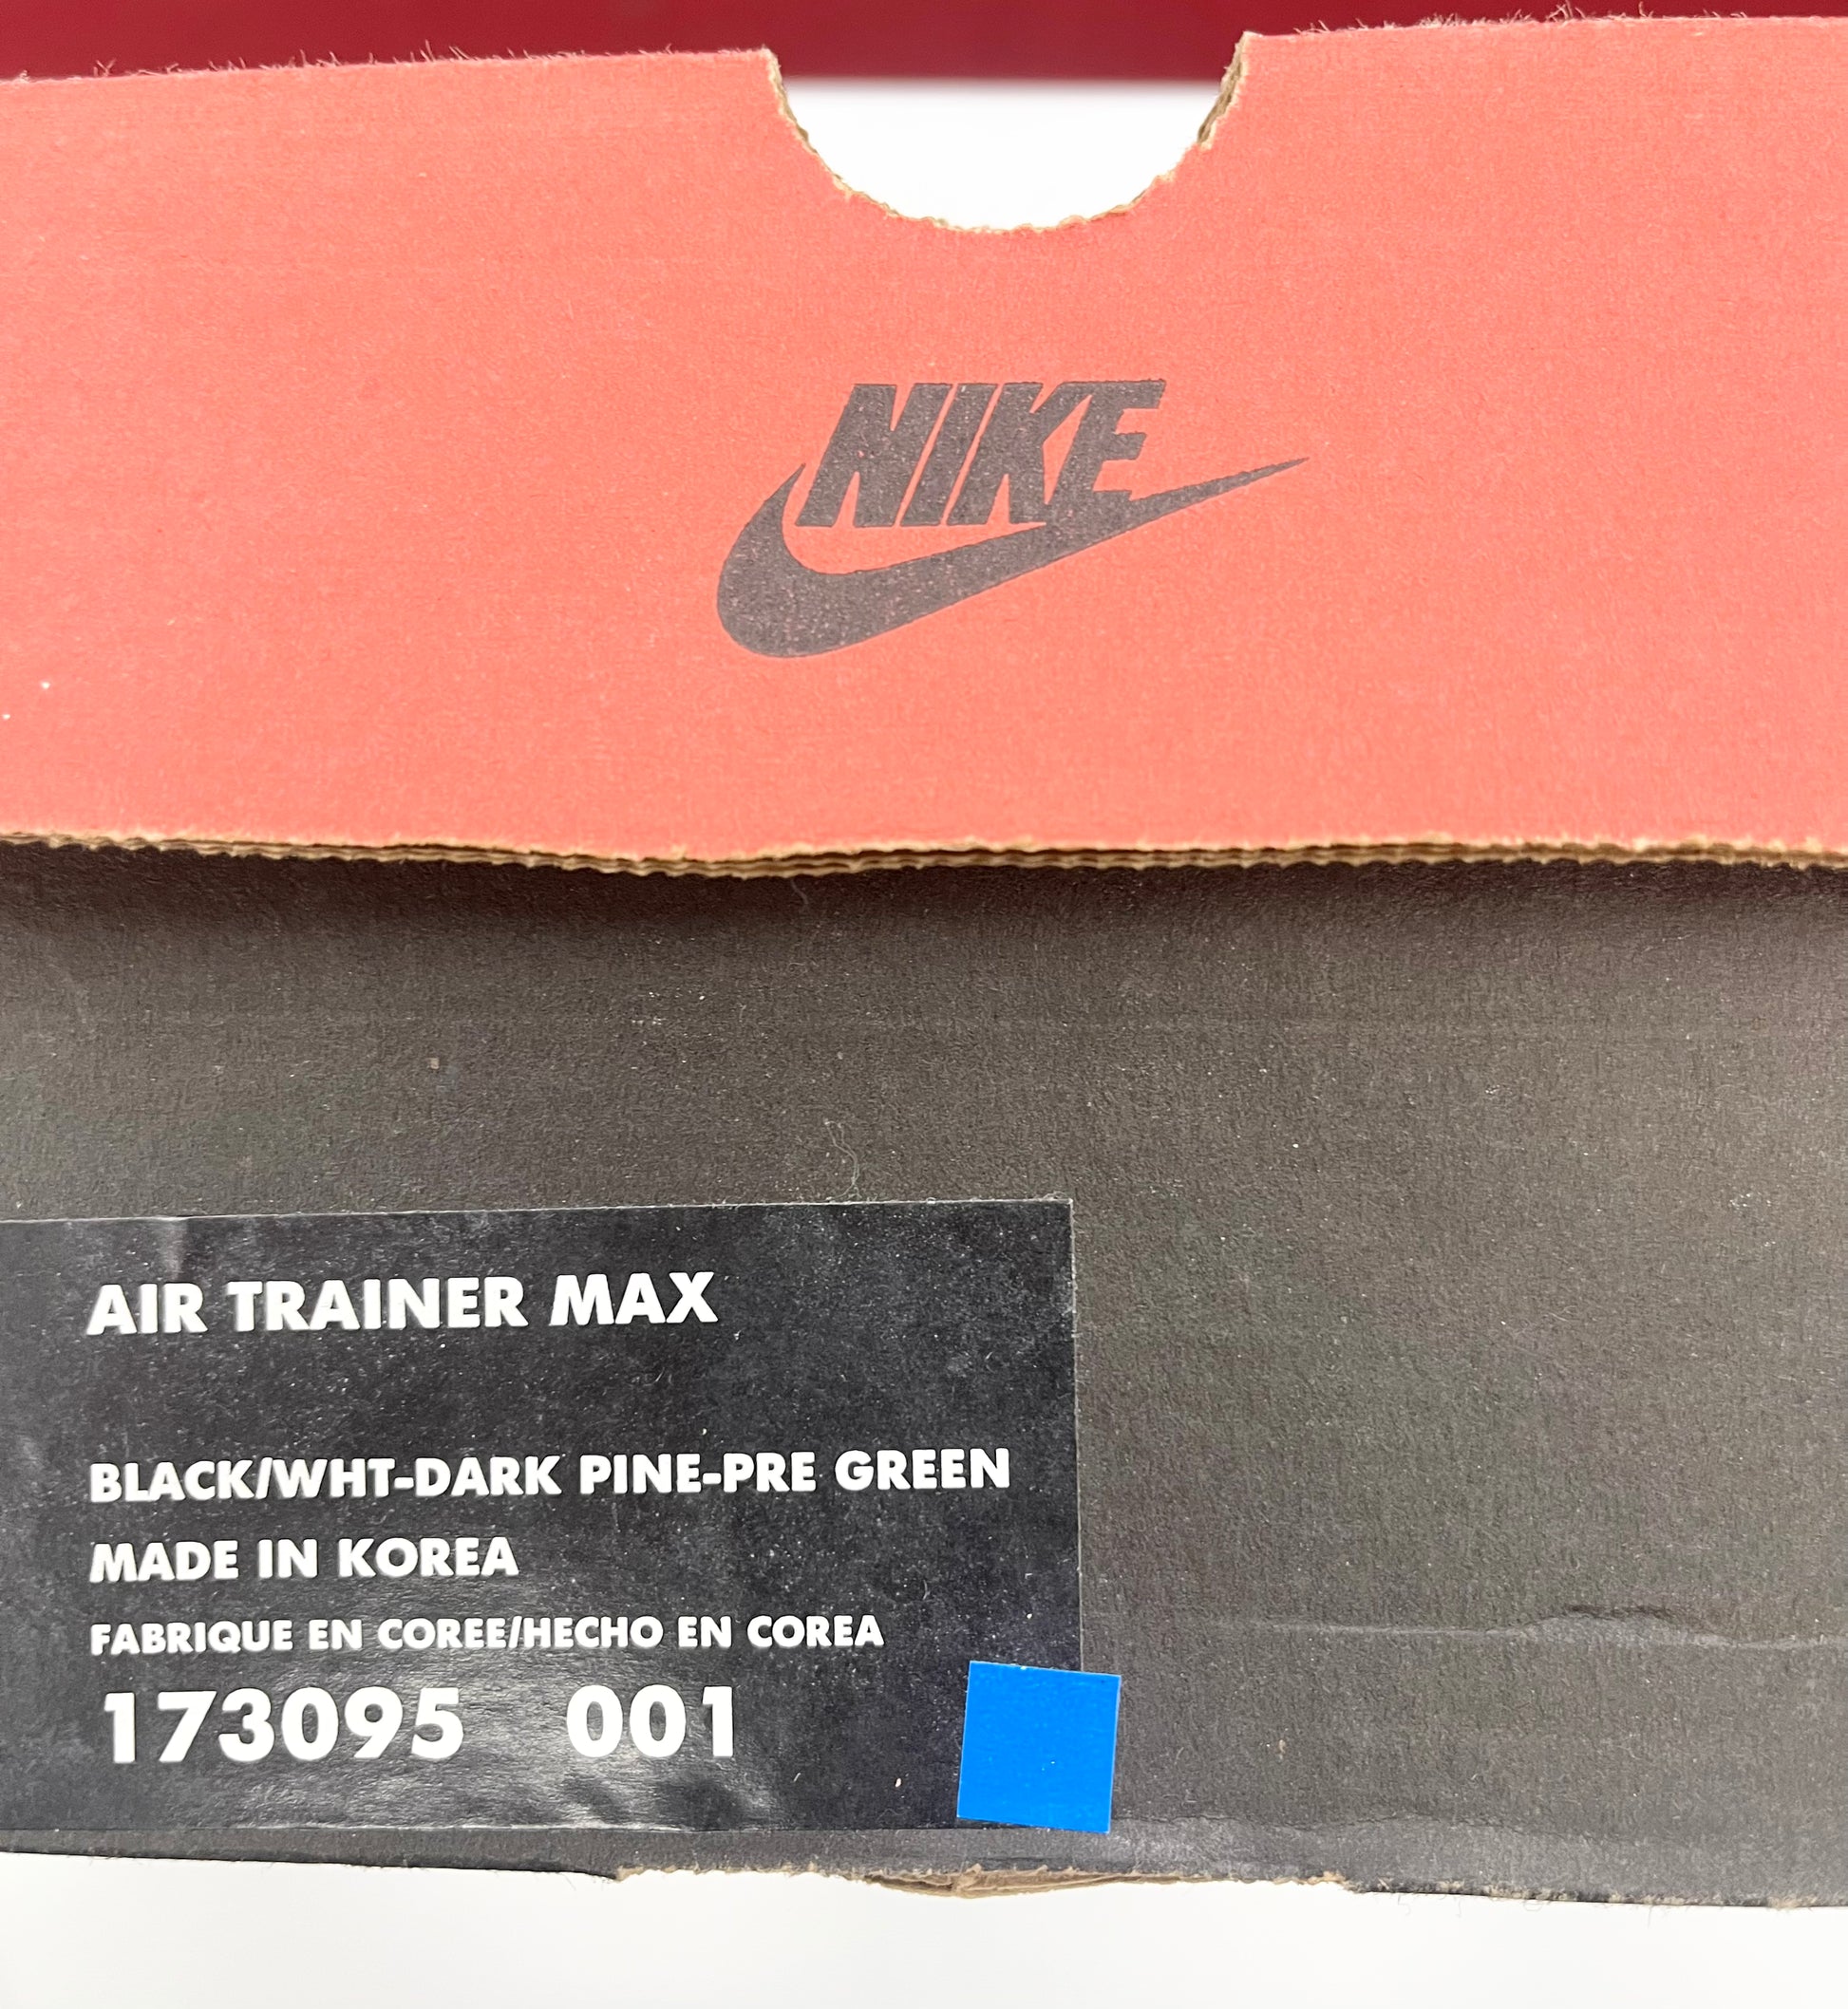 NIKE
AIR TRAINER MAX
BLACK/WHT-DARK PINE-PRE GREEN
MADE IN KOREA
FABRIQUE EN COREE/HECHO EN COREA
173095 001